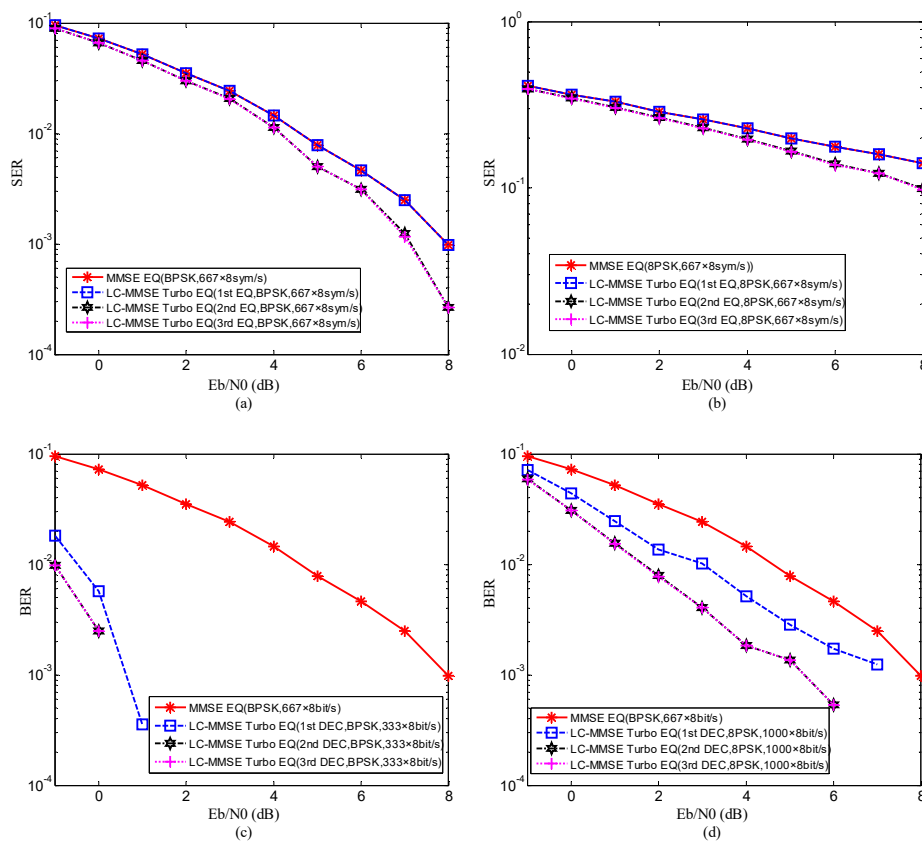 10^-1
10^-2
10^-3
10^-4
SER
MMSE EQ(BPSK,667×8sym/s)
LC-MMSE Turbo EQ(1st EQ,BPSK,667×8sym/s)
LC-MMSE Turbo EQ(2nd EQ,BPSK,667×8sym/s)
LC-MMSE Turbo EQ(3rd EQ,BPSK,667×8sym/s)
0 2 4 6 8
Eb/N0 (dB)
(a)
10^0
10^-1
10^-2
SER
MMSE EQ(8PSK,667×8sym/s))
LC-MMSE Turbo EQ(1st EQ,8PSK,667×8sym/s)
LC-MMSE Turbo EQ(2nd EQ,8PSK,667×8sym/s)
LC-MMSE Turbo EQ(3rd EQ,8PSK,667×8sym/s)
0 2 4 6 8
Eb/N0 (dB)
(b)
10^-1
10^-2
10^-3
10^-4
BER
MMSE EQ(BPSK,667×8bit/s)
LC-MMSE Turbo EQ(1st DEC,BPSK,333×8bit/s)
LC-MMSE Turbo EQ(2nd DEC,BPSK,333×8bit/s)
LC-MMSE Turbo EQ(3rd DEC,BPSK,333×8bit/s)
0 2 4 6 8
Eb/N0 (dB)
(c)
10^-1
10^-2
10^-3
10^-4
BER
MMSE EQ(BPSK,667×8bit/s)
LC-MMSE Turbo EQ(1st DEC,8PSK,1000×8bit/s)
LC-MMSE Turbo EQ(2nd DEC,8PSK,1000×8bit/s)
LC-MMSE Turbo EQ(3rd DEC,8PSK,1000×8bit/s)
0 2 4 6 8
Eb/N0 (dB)
(d)